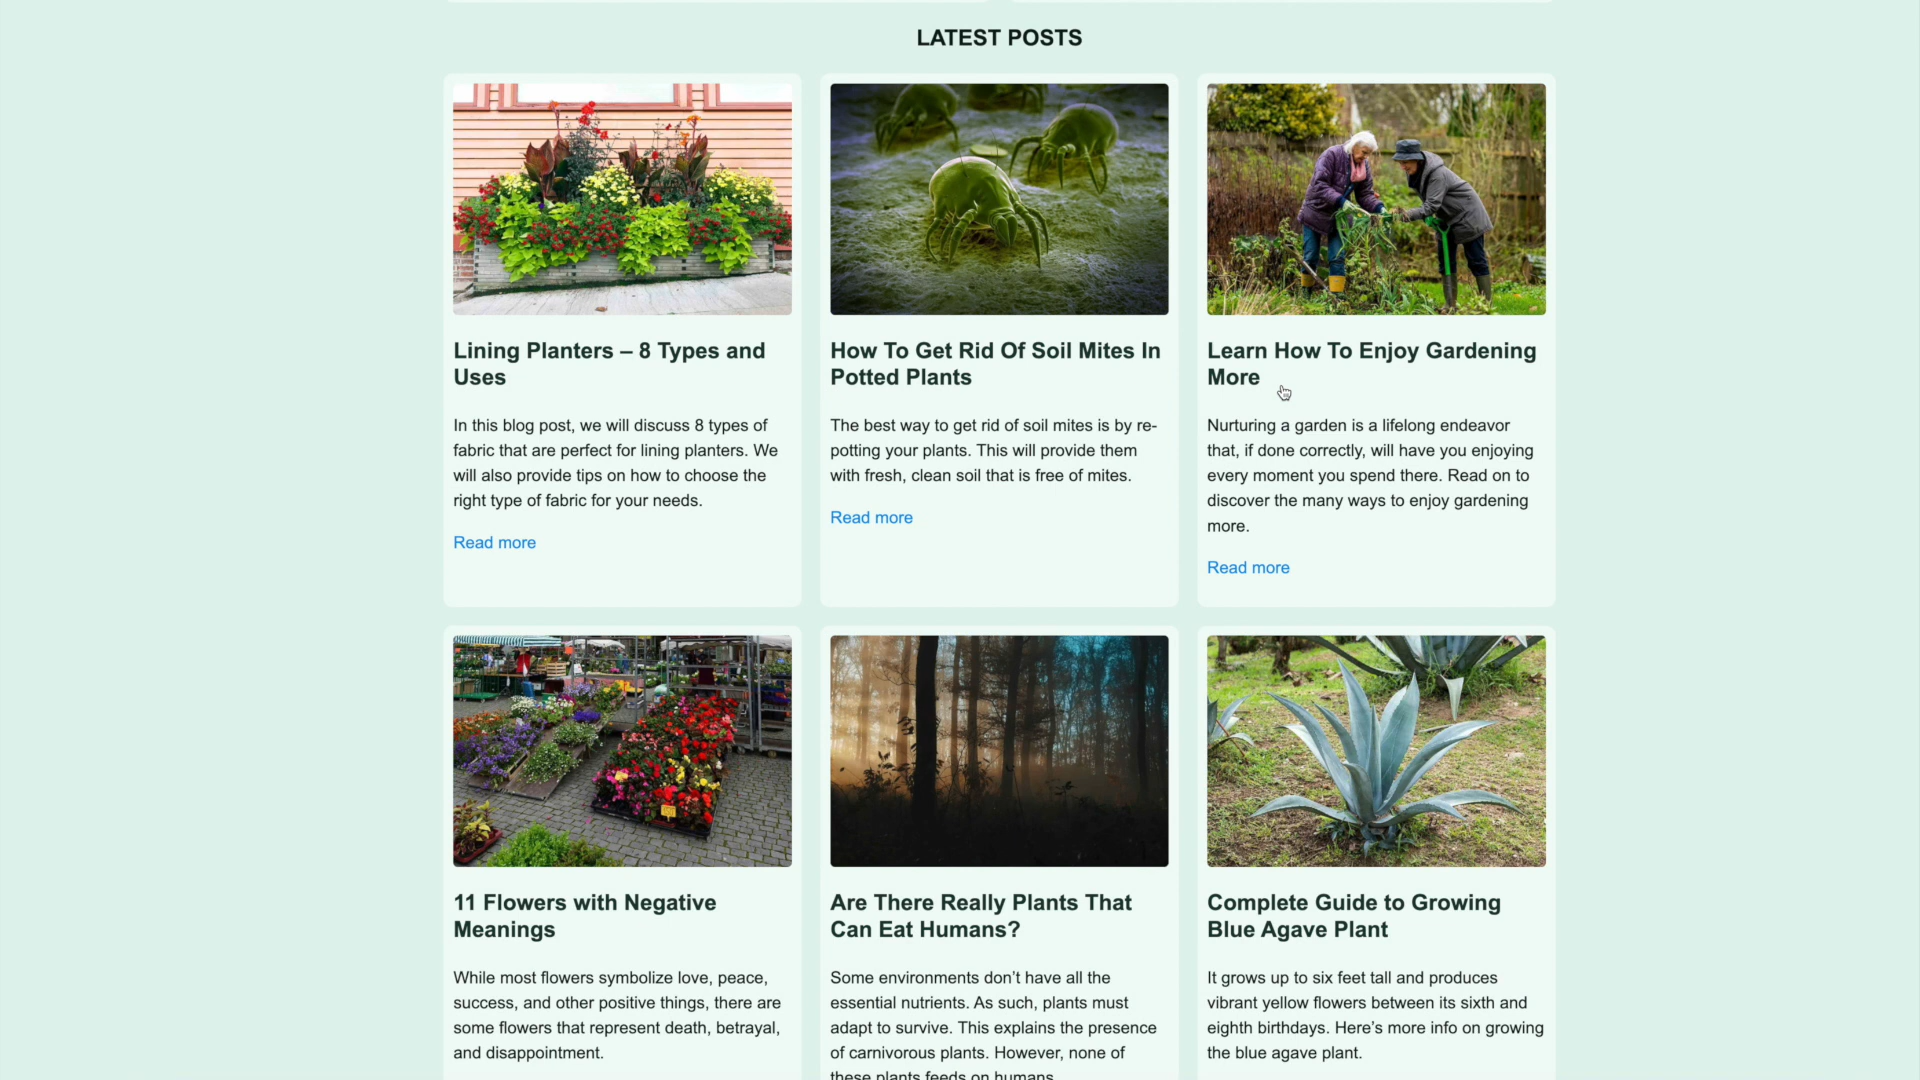 LATEST POSTS
Lining Planters – 8 Types and
Uses
In this blog post, we will discuss 8 types of
fabric that are perfect for lining planters. We
will also provide tips on how to choose the
right type of fabric for your needs.
Read more
How To Get Rid Of Soil Mites In
Potted Plants
The best way to get rid of soil mites is by re-
potting your plants. This will provide them
with fresh, clean soil that is free of mites.
Read more
Learn How To Enjoy Gardening
More
Nurturing a garden is a lifelong endeavor
that, if done correctly, will have you enjoying
every moment you spend there. Read on to
discover the many ways to enjoy gardening
more.
Read more
11 Flowers with Negative
Meanings
While most flowers symbolize love, peace,
success, and other positive things, there are
some flowers that represent death, betrayal,
and disappointment.
Are There Really Plants That
Can Eat Humans?
Some environments don’t have all the
essential nutrients. As such, plants must
adapt to survive. This explains the presence
of carnivorous plants. However, none of
these plants feeds on humans.
Complete Guide to Growing
Blue Agave Plant
It grows up to six feet tall and produces
vibrant yellow flowers between its sixth and
eighth birthdays. Here’s more info on growing
the blue agave plant.